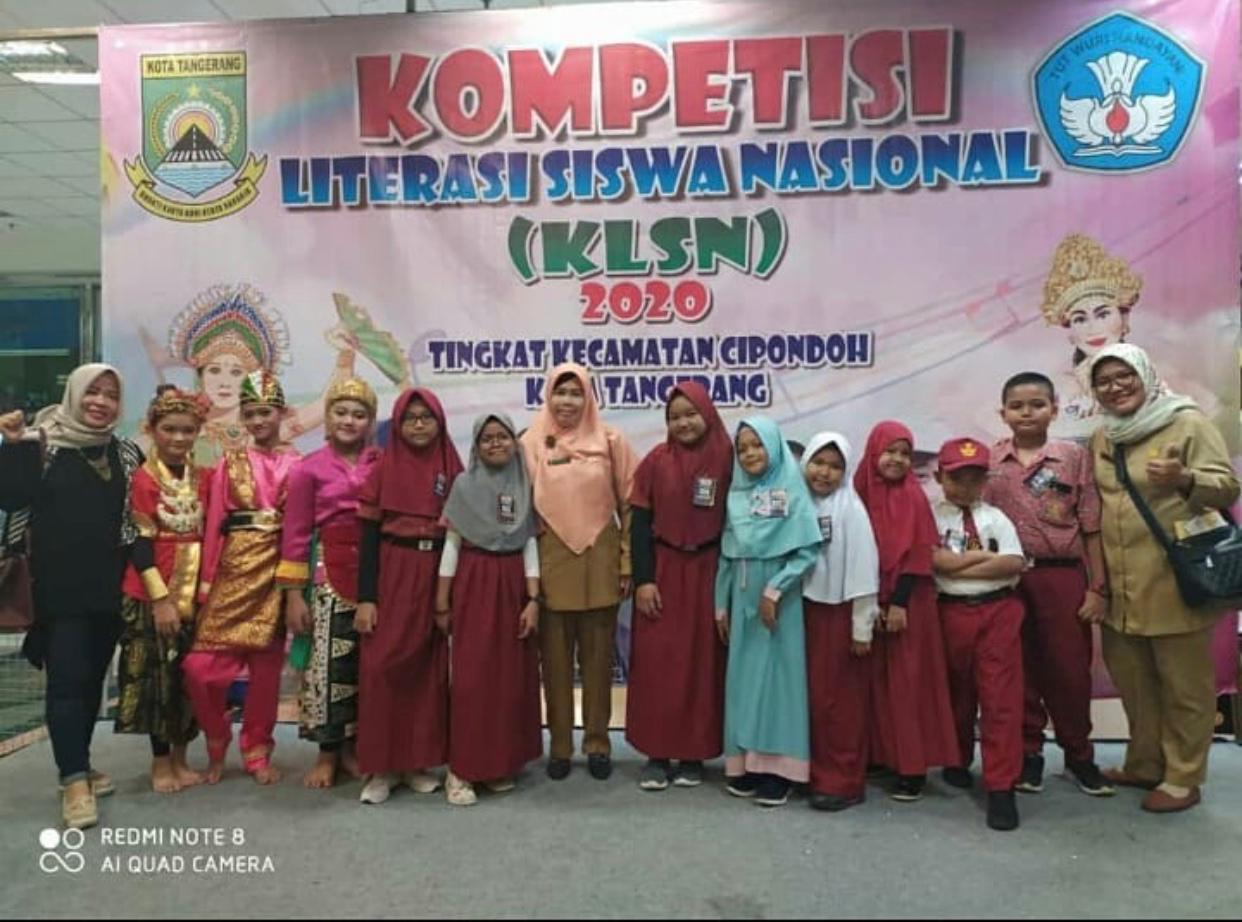 KOTA TANGERANG
TUT WURI HANDAYANI
KOMPETISI
LITERASI SISWA NASIONAL
(KLSN)
2020
TINGKAT KECAMATAN CIPONDOH
TANGERANG
REDMI NOTE 8
AI QUAD CAMERA